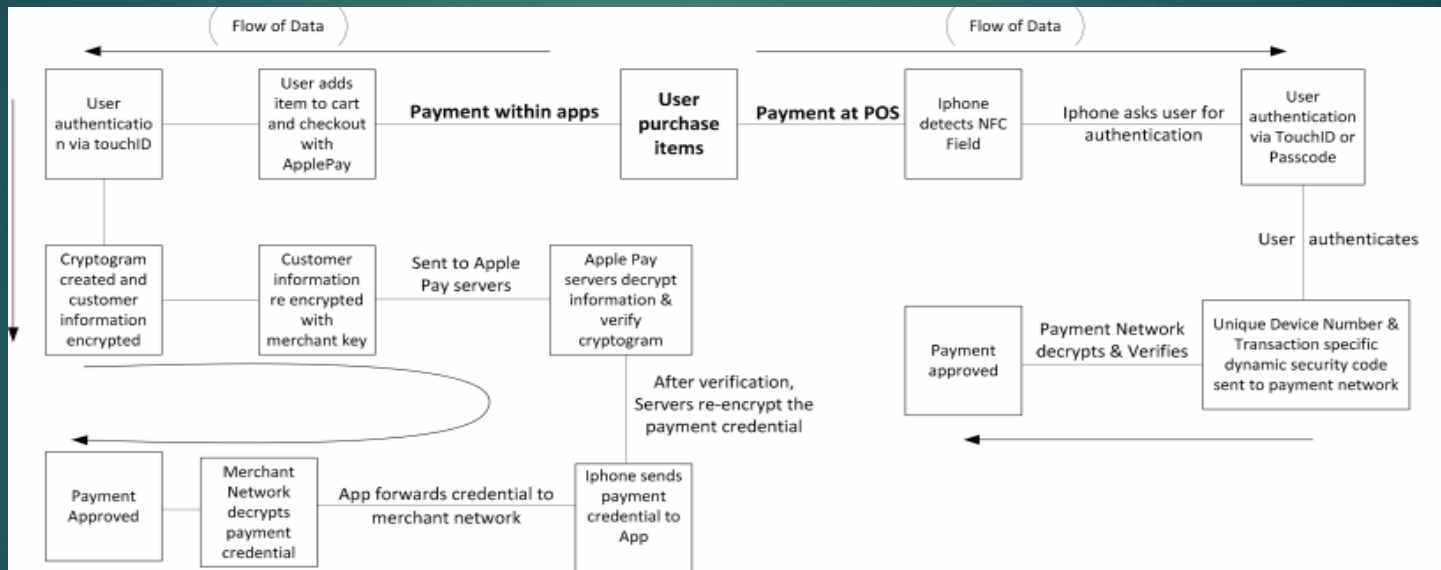 Flow of Data
Flow of Data
User
authenticatio
n via touchID
User adds
item to cart
and checkout
with
ApplePay
Payment within apps
User
purchase
items
Payment at POS
Iphone
detects NFC
Field
Iphone asks user for
authentication
User
authentication
via TouchID or
Passcode
User authenticates
Cryptogram
created and
customer
information
encrypted
Customer
information
re encrypted
with
merchant key
Sent to Apple
Pay servers
Apple Pay
servers decrypt
information &
verify
cryptogram
Payment
approved
Payment Network
decrypts & Verifies
Unique Device Number &
Transaction specific
dynamic security code
sent to payment network
After verification,
Servers re-encrypt the
payment credential
Payment
Approved
Merchant
Network
decrypts
payment
credential
App forwards credential to
merchant network
Iphone sends
payment
credential to
App